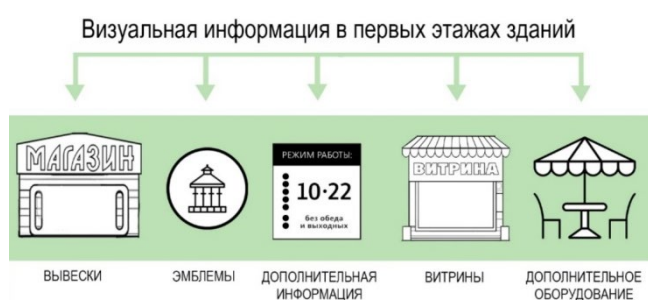 Визуальная информация в первых этажах зданий
МАГАЗИН
РЕЖИМ РАБОТЫ:
10·22
без обеда
и выходных
ВИТРИНА
ВЫВЕСКИ
ЭМБЛЕМЫ
ДОПОЛНИТЕЛЬНАЯ
ИНФОРМАЦИЯ
ВИТРИНЫ
ДОПОЛНИТЕЛЬНОЕ
ОБОРУДОВАНИЕ